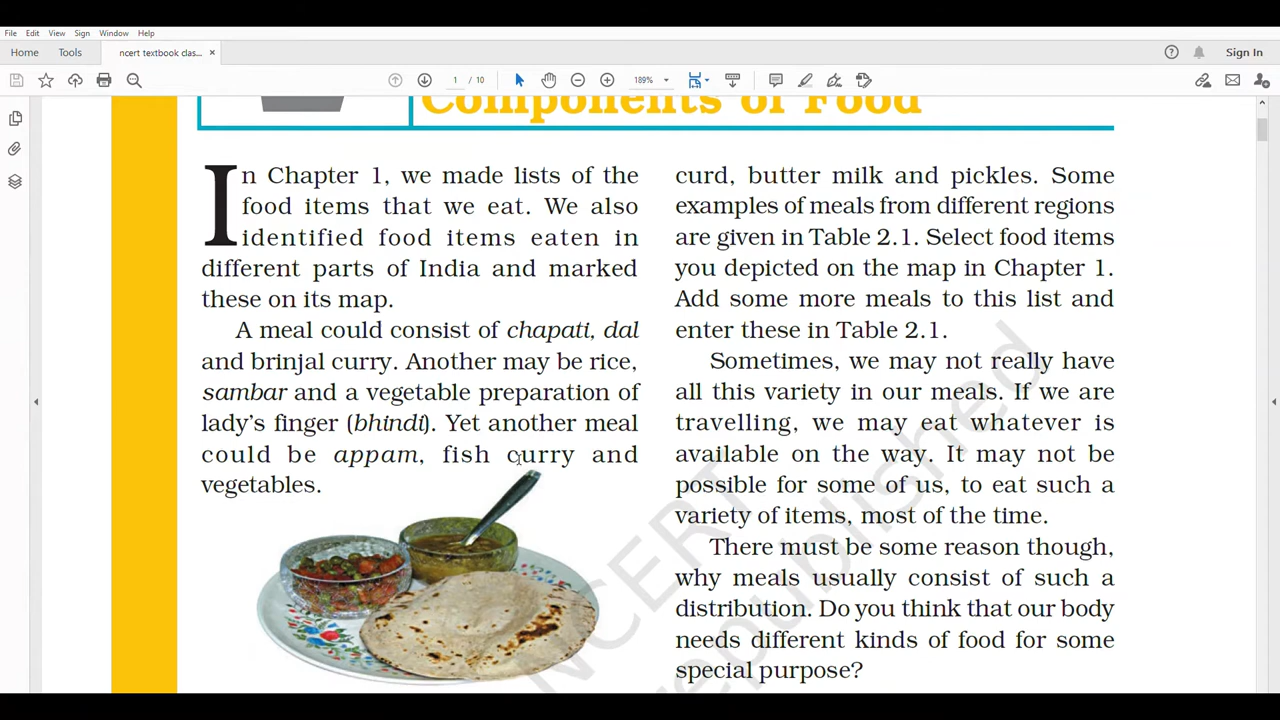 File Edit View Sign Window Help
Home Tools ncert textbook clas... × Sign In
1 / 10 189%
Components of Food
In Chapter 1, we made lists of the
food items that we eat. We also
identified food items eaten in
different parts of India and marked
these on its map.
A meal could consist of chapati, dal
and brinjal curry. Another may be rice,
sambar and a vegetable preparation of
lady's finger (bhindi). Yet another meal
could be appam, fish curry and
vegetables.
curd, butter milk and pickles. Some
examples of meals from different regions
are given in Table 2.1. Select food items
you depicted on the map in Chapter 1.
Add some more meals to this list and
enter these in Table 2.1.
Sometimes, we may not really have
all this variety in our meals. If we are
travelling, we may eat whatever is
available on the way. It may not be
possible for some of us, to eat such a
variety of items, most of the time.
There must be some reason though,
why meals usually consist of such a
distribution. Do you think that our body
needs different kinds of food for some
special purpose?
NCERT
republished